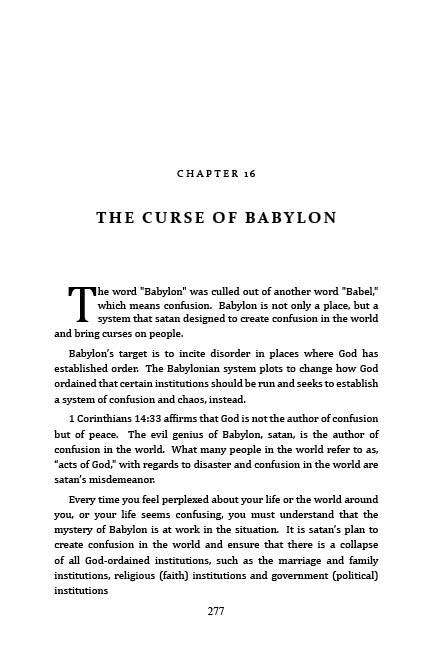 CHAPTER 16
THE CURSE OF BABYLON
The word "Babylon" was culled out of another word "Babel,"
which means confusion. Babylon is not only a place, but a
system that satan designed to create confusion in the world
and bring curses on people.
Babylon's target is to incite disorder in places where God has
established order. The Babylonian system plots to change how God
ordained that certain institutions should be run and seeks to establish
a system of confusion and chaos, instead.
1 Corinthians 14:33 affirms that God is not the author of confusion
but of peace. The evil genius of Babylon, satan, is the author of
confusion in the world. What many people in the world refer to as,
"acts of God," with regards to disaster and confusion in the world are
satan's misdemeanor.
Every time you feel perplexed about your life or the world around
you, or your life seems confusing, you must understand that the
mystery of Babylon is at work in the situation. It is satan's plan to
create confusion in the world and ensure that there is a collapse
of all God-ordained institutions, such as the marriage and family
institutions, religious (faith) institutions and government (political)
institutions
277